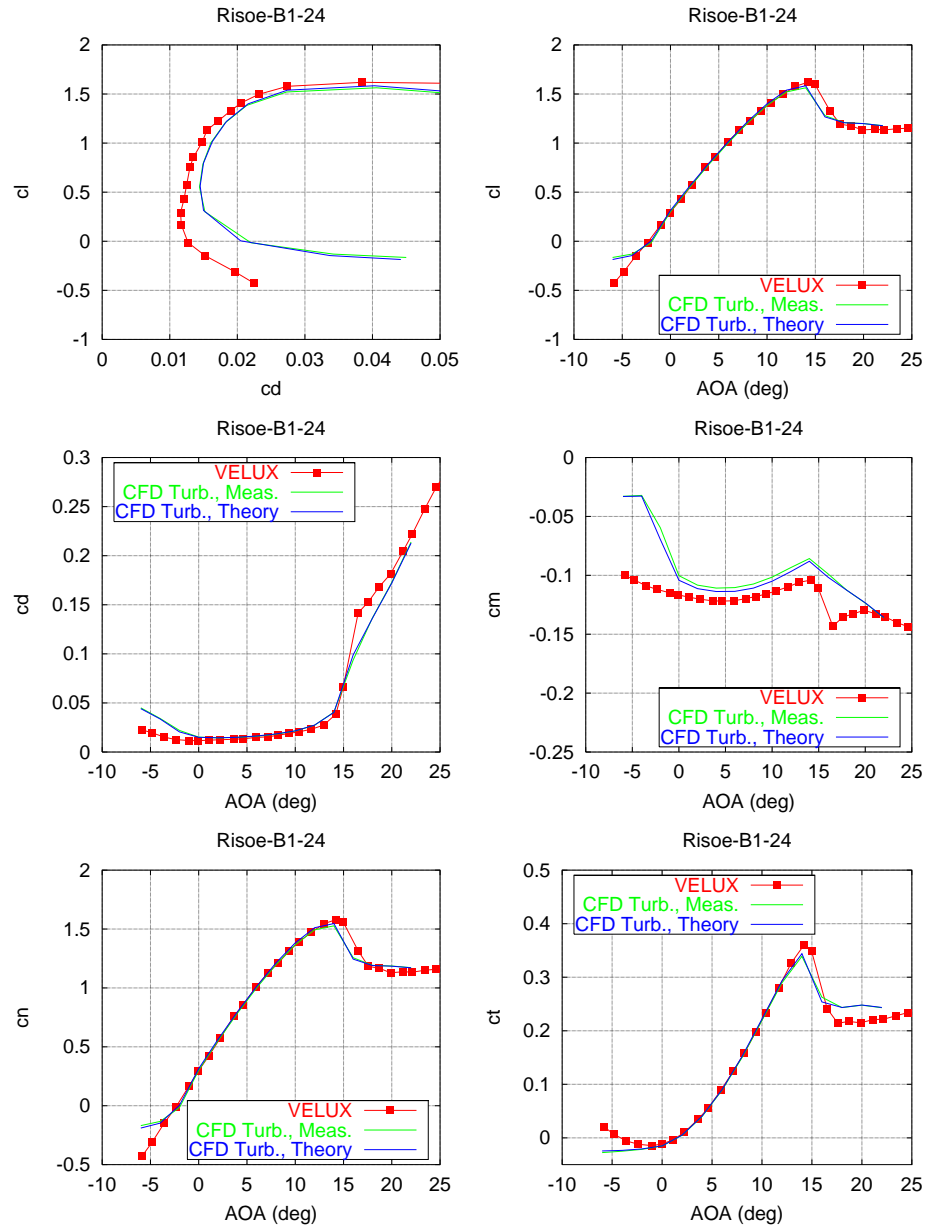 Risoe-B1-24
2
1.5
1
0.5
0
-0.5
-1
cl
0 0.01 0.02 0.03 0.04 0.05
cd
Risoe-B1-24
2
1.5
1
0.5
0
-0.5
-1
cl
VELUX
CFD Turb., Meas.
CFD Turb., Theory
-10 -5 0 5 10 15 20 25
AOA (deg)
Risoe-B1-24
0.3
0.25
0.2
0.15
0.1
0.05
0
cd
VELUX
CFD Turb., Meas.
CFD Turb., Theory
-10 -5 0 5 10 15 20 25
AOA (deg)
Risoe-B1-24
0
-0.05
-0.1
-0.15
-0.2
-0.25
cm
VELUX
CFD Turb., Meas.
CFD Turb., Theory
-10 -5 0 5 10 15 20 25
AOA (deg)
Risoe-B1-24
2
1.5
1
0.5
0
-0.5
cn
VELUX
CFD Turb., Meas.
CFD Turb., Theory
-10 -5 0 5 10 15 20 25
AOA (deg)
Risoe-B1-24
0.5
0.4
0.3
0.2
0.1
0
ct
VELUX
CFD Turb., Meas.
CFD Turb., Theory
-10 -5 0 5 10 15 20 25
AOA (deg)